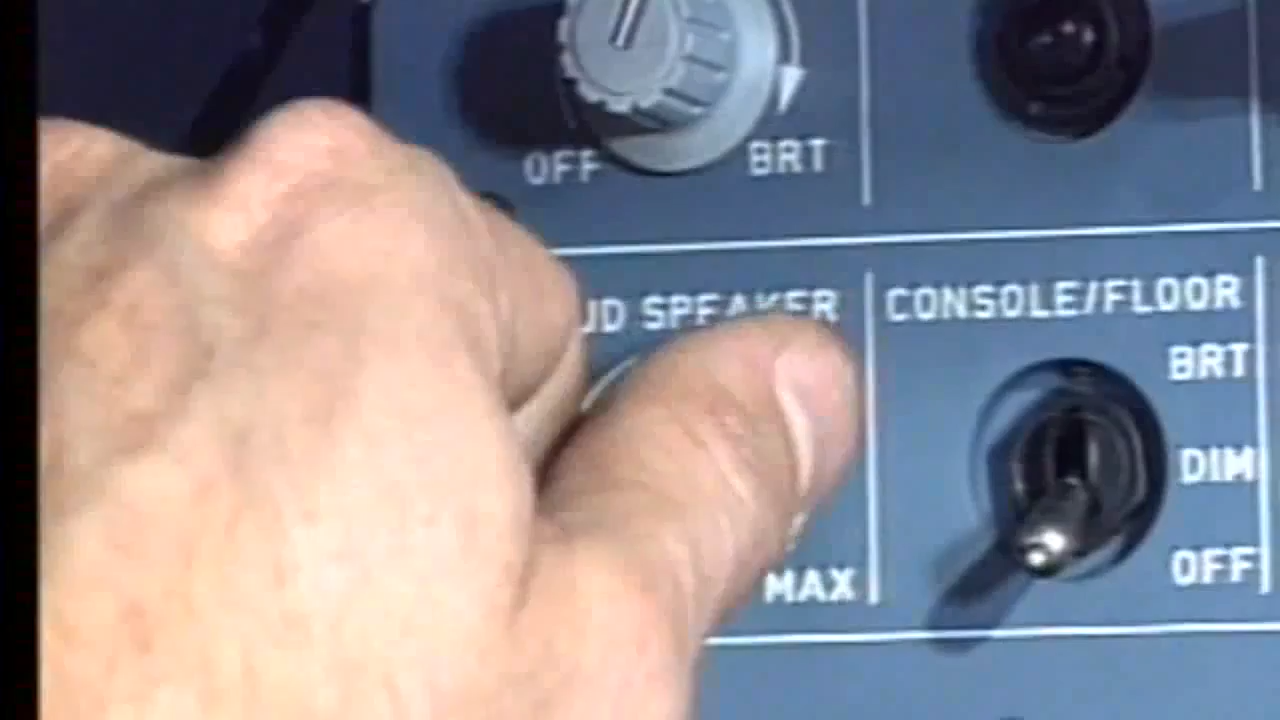 OFF BRT
UD SPEAKER
CONSOLE/FLOOR
BRT
DIM
OFF
MAX